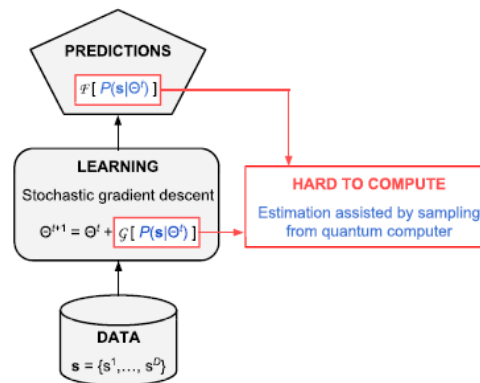 PREDICTIONS
ℱ[ P(s|Θᵗ) ]
LEARNING
Stochastic gradient descent
Θᵗ⁺¹ = Θᵗ + 𝒢[ P(s|Θᵗ) ]
HARD TO COMPUTE
Estimation assisted by sampling
from quantum computer
DATA
s = {s¹,..., sᴰ}